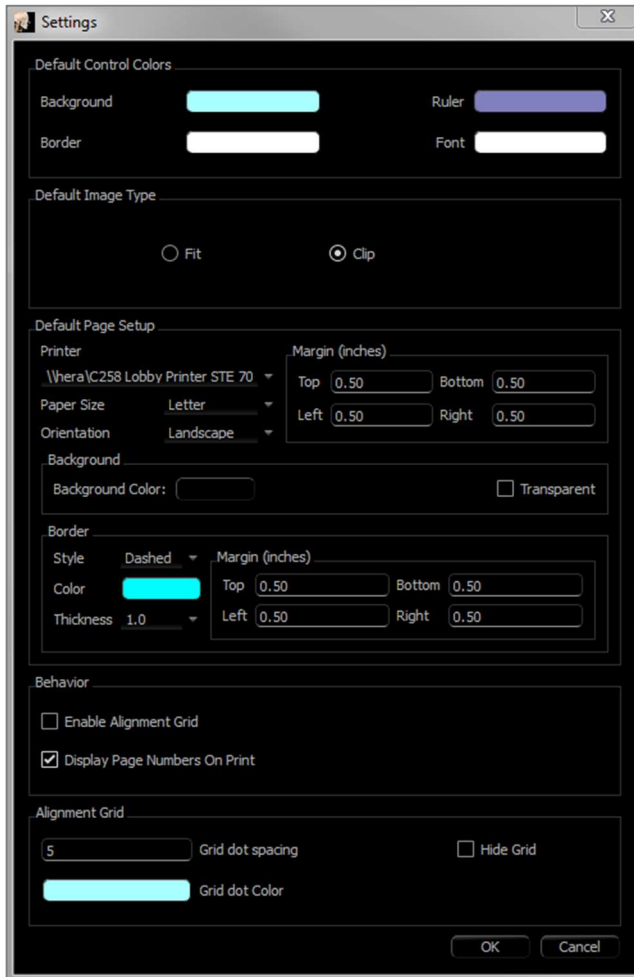 Settings
Default Control Colors
Background Ruler
Border Font
Default Image Type
Fit Clip
Default Page Setup
Printer
\\hera\C258 Lobby Printer STE 70
Paper Size Letter
Orientation Landscape
Margin (inches)
Top 0.50 Bottom 0.50
Left 0.50 Right 0.50
Background
Background Color: Transparent
Border
Style Dashed
Color
Thickness 1.0
Margin (inches)
Top 0.50 Bottom 0.50
Left 0.50 Right 0.50
Behavior
Enable Alignment Grid
Display Page Numbers On Print
Alignment Grid
5 Grid dot spacing Hide Grid
Grid dot Color
OK Cancel